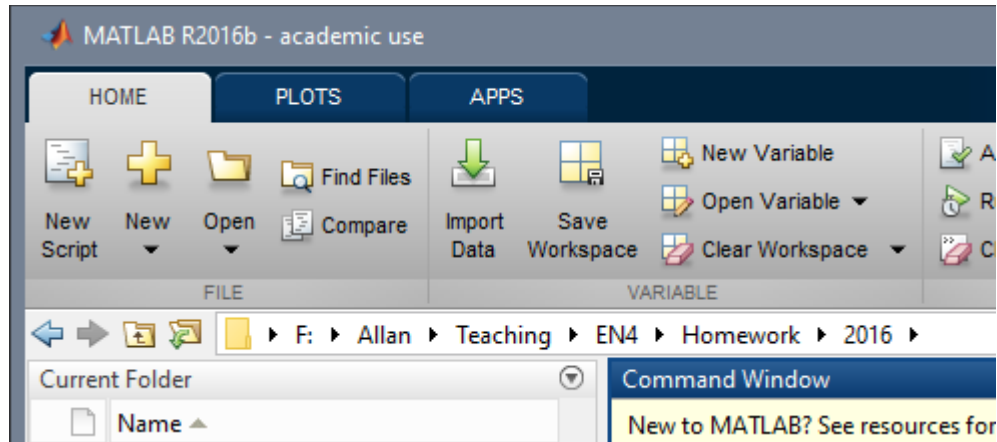 MATLAB R2016b - academic use
HOME PLOTS APPS
New Script
New
Open
Find Files
Compare
Import Data
Save Workspace
New Variable
Open Variable
Clear Workspace
FILE VARIABLE
F: Allan Teaching EN4 Homework 2016
Current Folder
Name
Command Window
New to MATLAB? See resources for